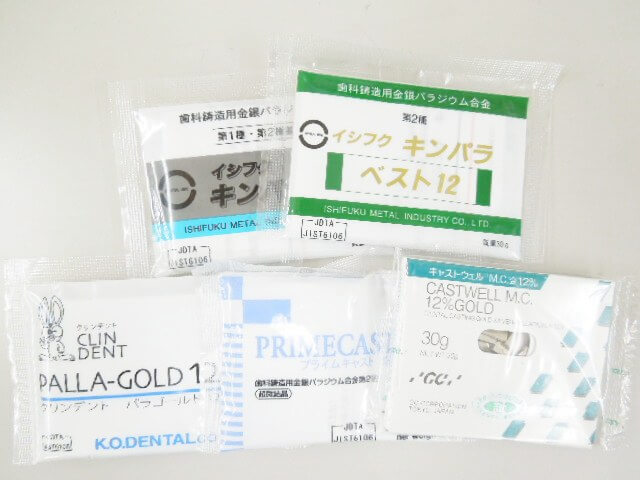 歯科鋳造用金銀パラジウム合金
第2種
イシフク キンパラ
ベスト12
ISHIFUKU METAL INDUSTRY CO., LTD.
JDTA
JIST6106
歯科鋳造用金銀パラジウム
第1種・第2種
イシフク
キン
ISHIFUKU METAL
JDTA
JIST6106
クリンデント
CLIN
DENT
PALLA-GOLD 12
クリンデント パラゴールド
K.O.DENTAL
PRIMECAST
プライムキャスト
歯科鋳造用金銀パラジウム合金第2種
JDTA
JIST6106
キャストウェル M.C.金12%
CASTWELL M.C.
12%GOLD
30g
GC
TOKYO, JAPAN